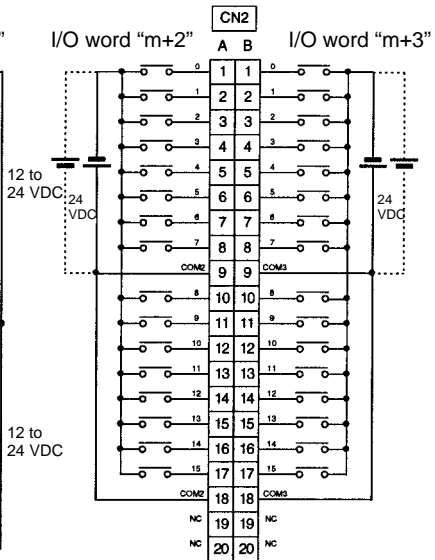 CN2
” I/O word “m+2” A B I/O word “m+3”
0 1 1 0
1 2 2 1
2 3 3 2
3 4 4 3
12 to
24 VDC
24
VDC
4 5 5 4
5 6 6 5
24
VDC
6 7 7 6
7 8 8 7
COM2 9 9 COM3
8 10 10 8
9 11 11 9
10 12 12 10
11 13 13 11
12 14 14 12
12 to
24 VDC
13 15 15 13
14 16 16 14
15 17 17 15
COM2 18 18 COM3
NC 19 19 NC
NC 20 20 NC